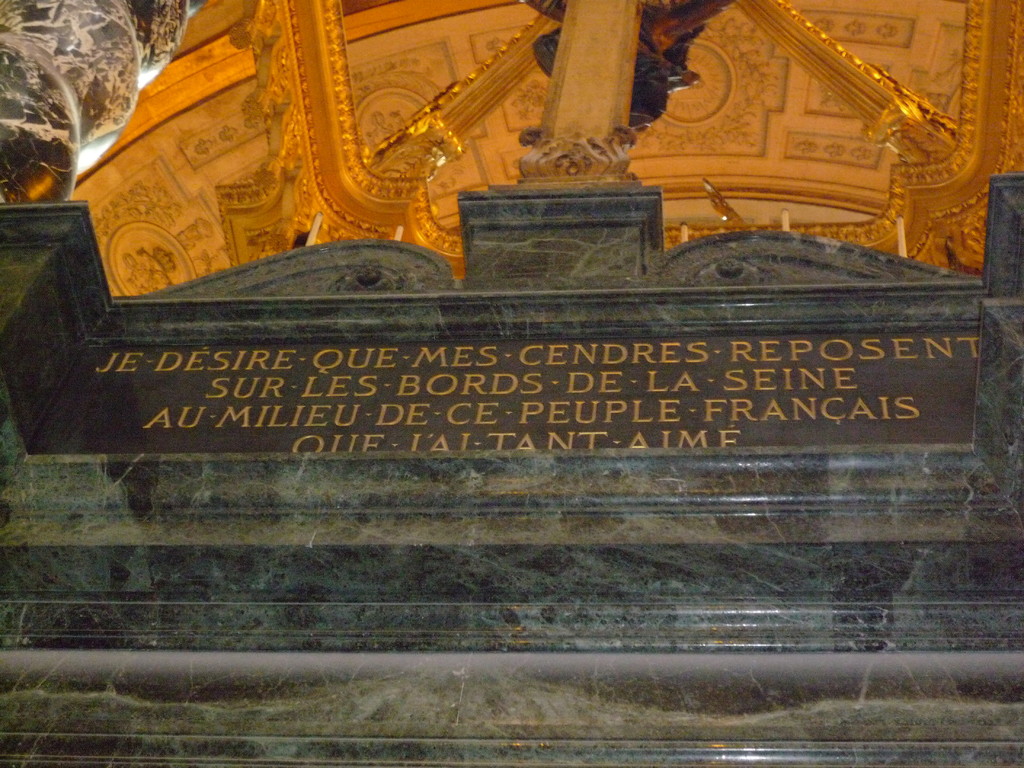 JE·DÉSIRE·QUE·MES·CENDRES·REPOSENT
SUR·LES·BORDS·DE·LA·SEINE
AU·MILIEU·DE·CE·PEUPLE·FRANÇAIS
QUE·J'AI·TANT·AIMÉ